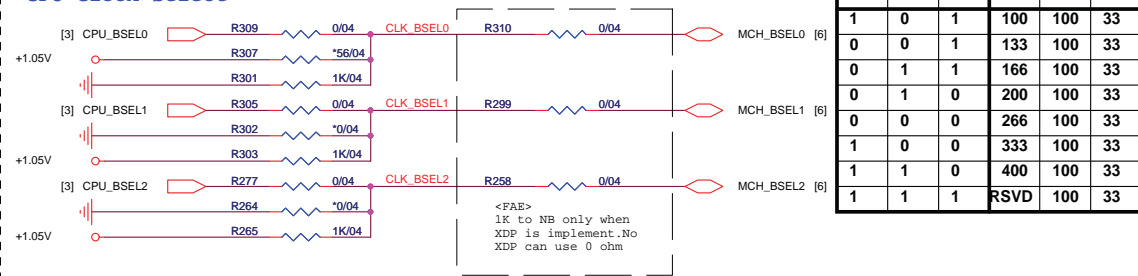 [3] CPU_BSEL0 R309 0/04 CLK_BSEL0 R310 0/04 MCH_BSEL0 [6]
+1.05V R307 *56/04
R301 1K/04
[3] CPU_BSEL1 R305 0/04 CLK_BSEL1 R299 0/04 MCH_BSEL1 [6]
R302 *0/04
+1.05V R303 1K/04
[3] CPU_BSEL2 R277 0/04 CLK_BSEL2 R258 0/04 MCH_BSEL2 [6]
R264 *0/04
+1.05V R265 1K/04
<FAE>
1K to NB only when
XDP is implement.No
XDP can use 0 ohm
1 0 1 100 100 33
0 0 1 133 100 33
0 1 1 166 100 33
0 1 0 200 100 33
0 0 0 266 100 33
1 0 0 333 100 33
1 1 0 400 100 33
1 1 1 RSVD 100 33